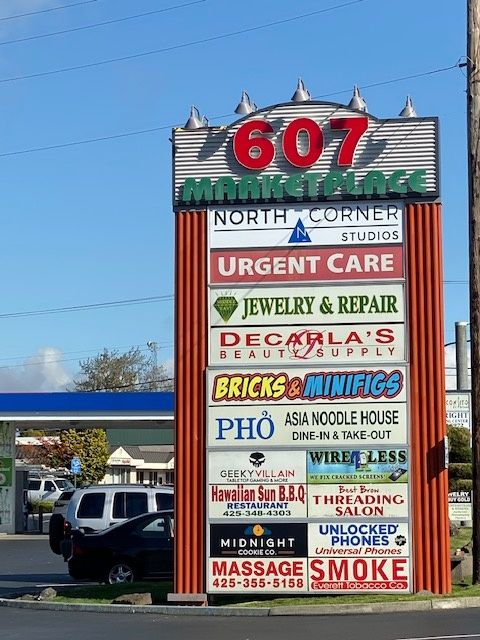 607
MARKETPLACE
NORTH-CORNER
N
STUDIOS
URGENT CARE
JEWELRY & REPAIR
DECARLA'S
BEAUTY SUPPLY
BRICKS & MINIFIGS
PHỞ
ASIA NOODLE HOUSE
DINE-IN & TAKE-OUT
GEEKYVILLAIN
TABLETOP GAMING & MORE
WIRELESS
WE FIX CRACKED SCREENS!
Hawaiian Sun B.B.Q
RESTAURANT
425-348-4303
Best Brow
THREADING
SALON
MIDNIGHT
COOKIE CO.
UNLOCKED
PHONES
Universal Phones
MASSAGE
425-355-5158
SMOKE
Everett Tobacco Co.